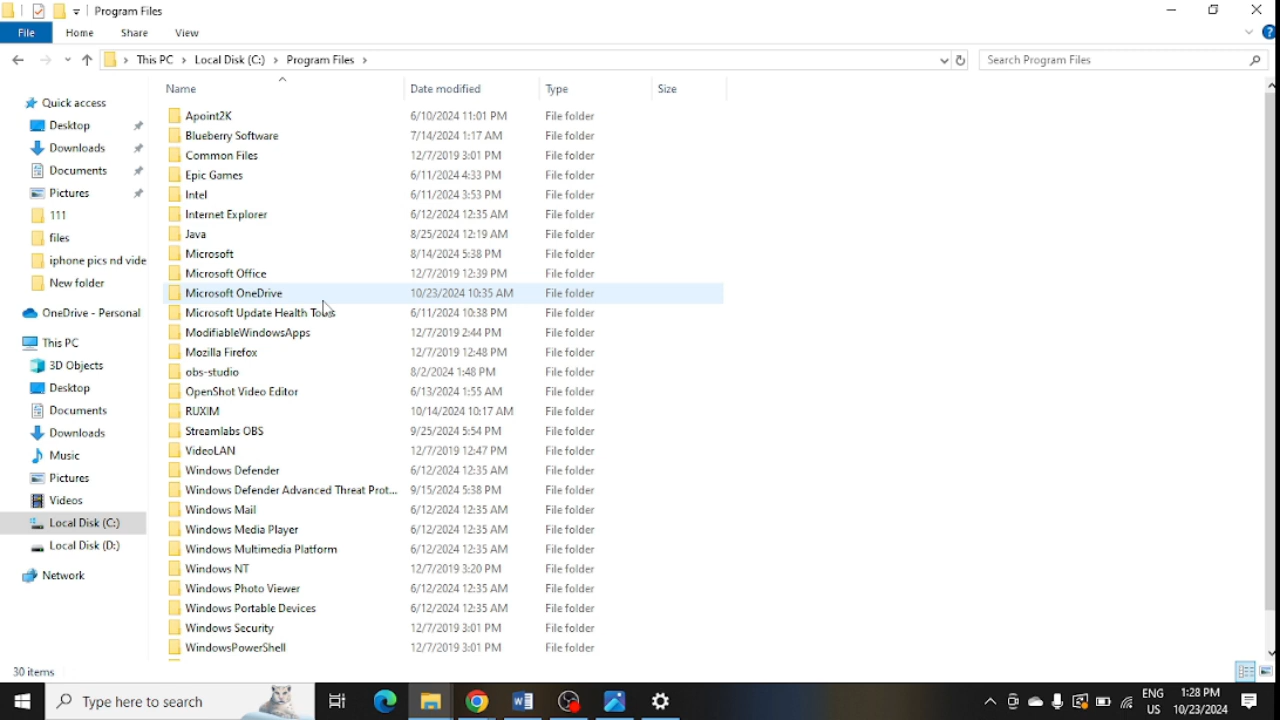 Program Files
File Home Share View
This PC Local Disk (C:) Program Files
Search Program Files
Name Date modified Type Size
Quick access
Desktop
Downloads
Documents
Pictures
111
files
iphone pics nd vide
New folder
OneDrive - Personal
This PC
3D Objects
Desktop
Documents
Downloads
Music
Pictures
Videos
Local Disk (C:)
Local Disk (D:)
Network
Apoint2K 6/10/2024 11:01 PM File folder
Blueberry Software 7/14/2024 1:17 AM File folder
Common Files 12/7/2019 3:01 PM File folder
Epic Games 6/11/2024 4:33 PM File folder
Intel 6/11/2024 3:53 PM File folder
Internet Explorer 6/12/2024 12:35 AM File folder
Java 8/25/2024 12:19 AM File folder
Microsoft 8/14/2024 5:38 PM File folder
Microsoft Office 12/7/2019 12:39 PM File folder
Microsoft OneDrive 10/23/2024 10:35 AM File folder
Microsoft Update Health Tools 6/11/2024 10:38 PM File folder
ModifiableWindowsApps 12/7/2019 2:44 PM File folder
Mozilla Firefox 12/7/2019 12:48 PM File folder
obs-studio 8/2/2024 1:48 PM File folder
OpenShot Video Editor 6/13/2024 1:55 AM File folder
RUXIM 10/14/2024 10:17 AM File folder
Streamlabs OBS 9/25/2024 5:54 PM File folder
VideoLAN 12/7/2019 12:47 PM File folder
Windows Defender 6/12/2024 12:35 AM File folder
Windows Defender Advanced Threat Prot... 9/15/2024 5:38 PM File folder
Windows Mail 6/12/2024 12:35 AM File folder
Windows Media Player 6/12/2024 12:35 AM File folder
Windows Multimedia Platform 6/12/2024 12:35 AM File folder
Windows NT 12/7/2019 3:20 PM File folder
Windows Photo Viewer 6/12/2024 12:35 AM File folder
Windows Portable Devices 6/12/2024 12:35 AM File folder
Windows Security 12/7/2019 3:01 PM File folder
WindowsPowerShell 12/7/2019 3:01 PM File folder
30 items
Type here to search
ENG 1:28 PM
US 10/23/2024